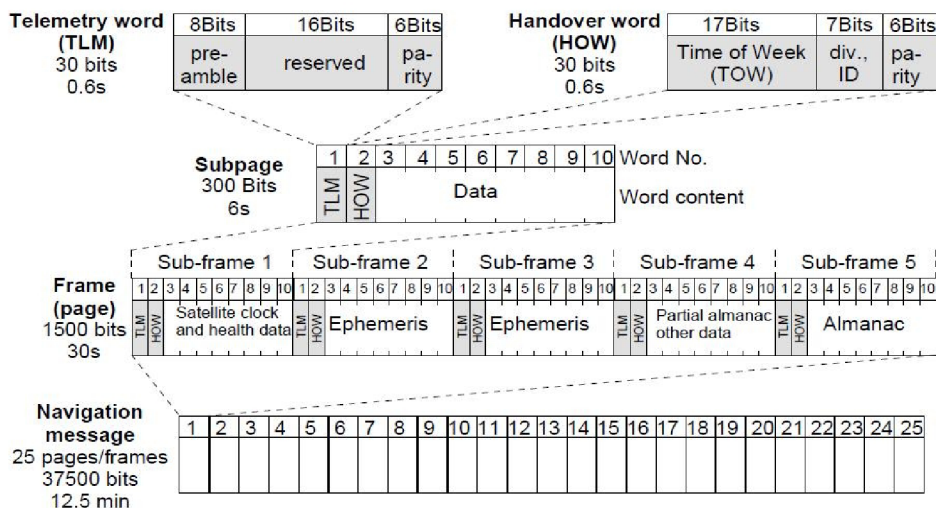 Telemetry word
(TLM)
30 bits
0.6s
8Bits 16Bits 6Bits
pre-
amble
reserved
pa-
rity
Handover word
(HOW)
30 bits
0.6s
17Bits 7Bits 6Bits
Time of Week
(TOW)
div.,
ID
pa-
rity
Subpage
300 Bits
6s
1 2 3 4 5 6 7 8 9 10 Word No.
TLM
HOW
Data
Word content
Sub-frame 1 Sub-frame 2 Sub-frame 3 Sub-frame 4 Sub-frame 5
Frame
(page)
1500 bits
30s
1 2 3 4 5 6 7 8 9 10 1 2 3 4 5 6 7 8 9 10 1 2 3 4 5 6 7 8 9 10 1 2 3 4 5 6 7 8 9 10 1 2 3 4 5 6 7 8 9 10
TLM
HOW
Satellite clock
and health data
TLM
HOW
Ephemeris
TLM
HOW
Ephemeris
TLM
HOW
Partial almanac
other data
TLM
HOW
Almanac
Navigation
message
25 pages/frames
37500 bits
12.5 min
1 2 3 4 5 6 7 8 9 10 11 12 13 14 15 16 17 18 19 20 21 22 23 24 25